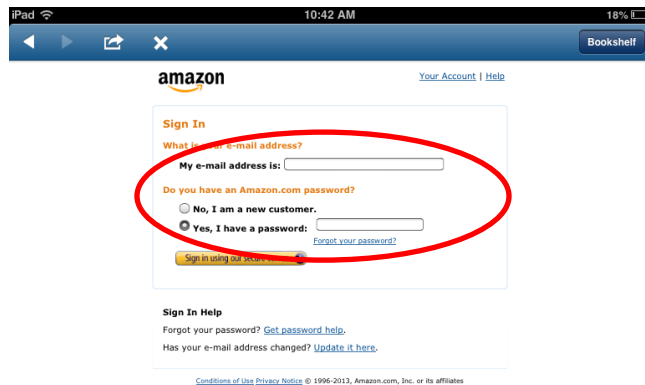 iPad 10:42 AM 18%
Bookshelf
amazon Your Account | Help
Sign In
What is your e-mail address?
My e-mail address is:
Do you have an Amazon.com password?
No, I am a new customer.
Yes, I have a password:
Forgot your password?
Sign in using our secure
Sign In Help
Forgot your password? Get password help.
Has your e-mail address changed? Update it here.
Conditions of Use Privacy Notice © 1996-2013, Amazon.com, Inc. or its affiliates